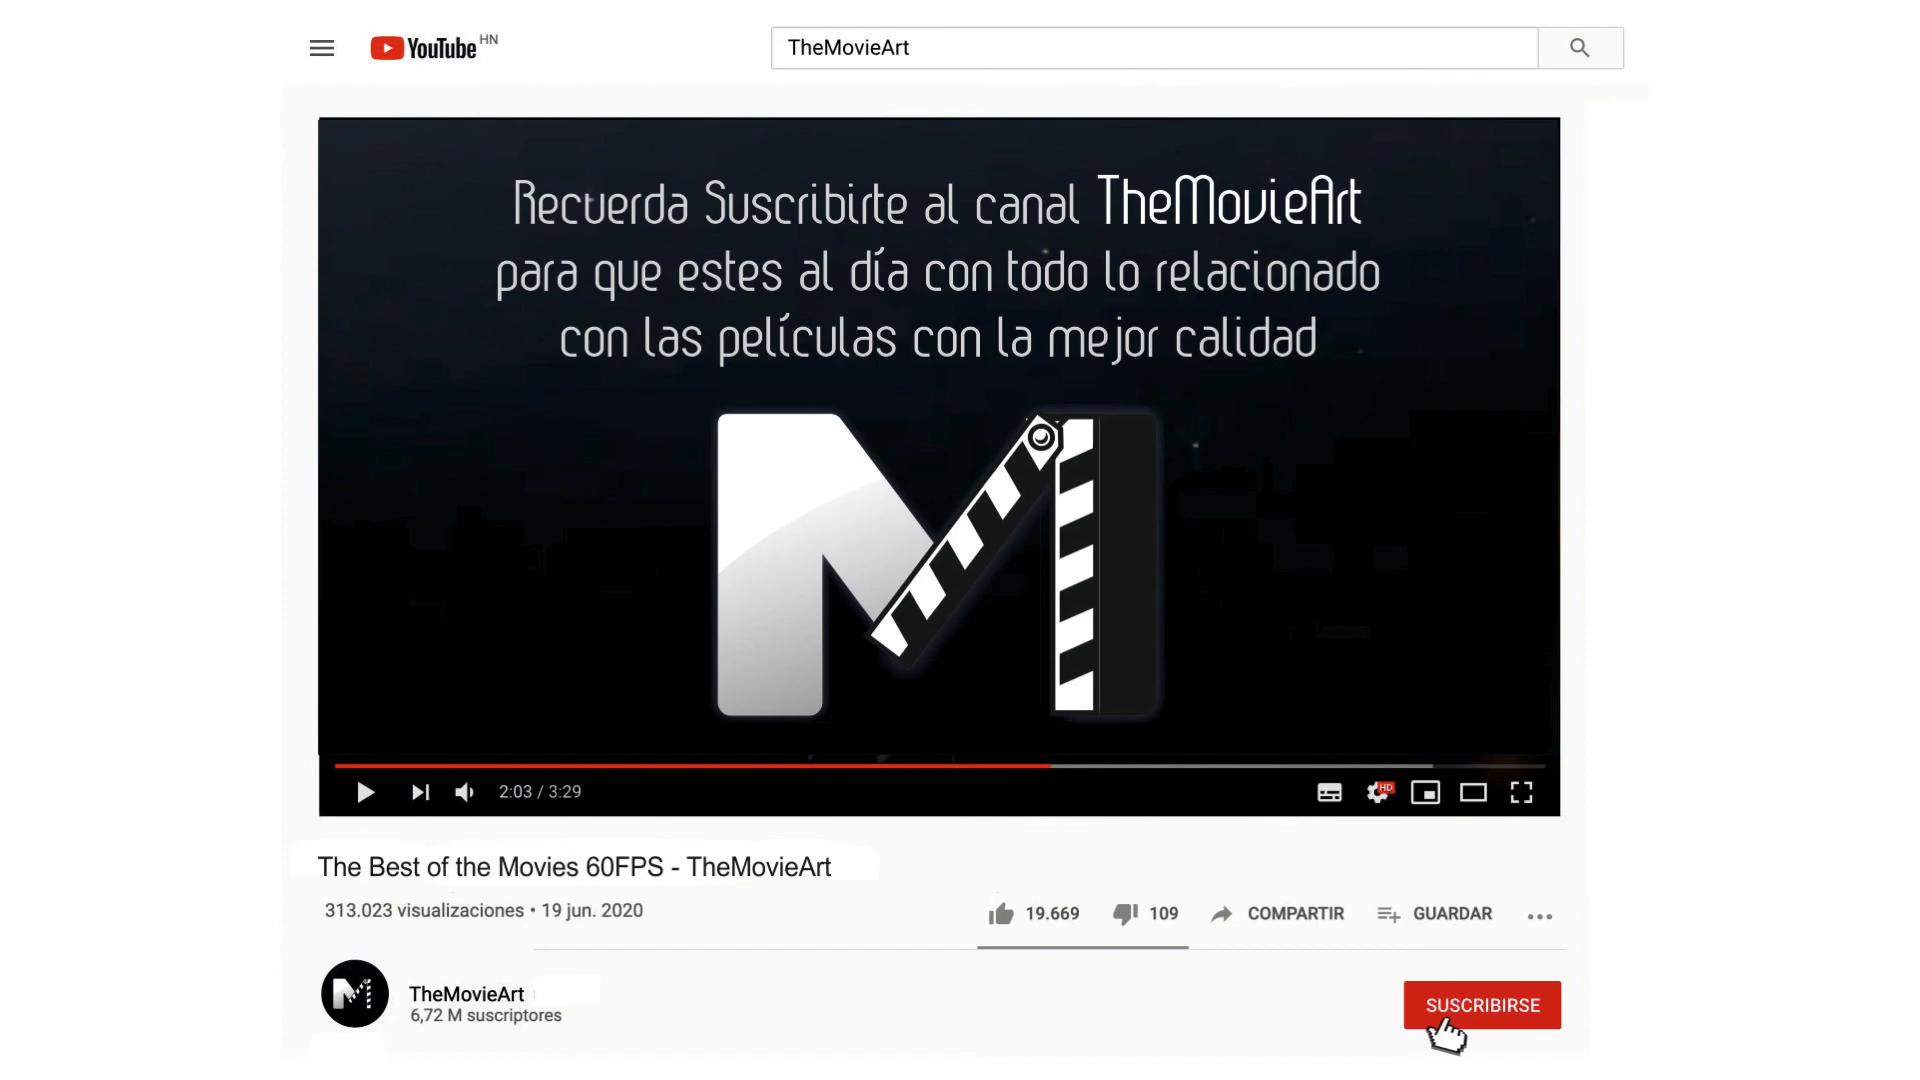 YouTube HN
TheMovieArt
Recuerda Suscribirte al canal TheMovieArt
para que estes al día con todo lo relacionado
con las películas con la mejor calidad
2:03 / 3:29
HD
The Best of the Movies 60FPS - TheMovieArt
313.023 visualizaciones • 19 jun. 2020
19.669
109
COMPARTIR
GUARDAR
TheMovieArt
6,72 M suscriptores
SUSCRIBIRSE